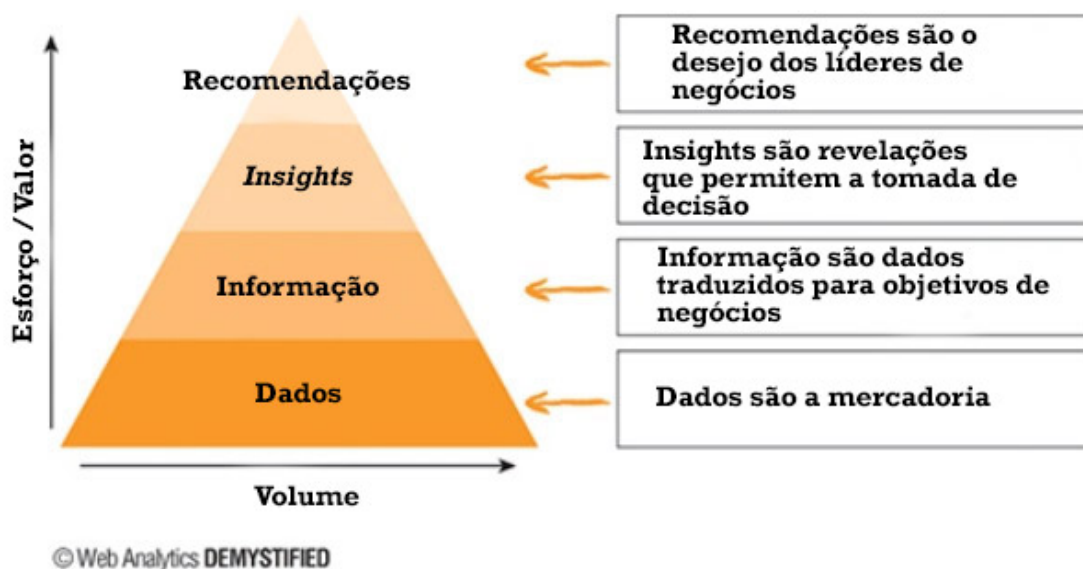 Esforço / Valor
Recomendações
Insights
Informação
Dados
Volume
Recomendações são o
desejo dos líderes de
negócios
Insights são revelações
que permitem a tomada de
decisão
Informação são dados
traduzidos para objetivos de
negócios
Dados são a mercadoria
© Web Analytics DEMYSTIFIED